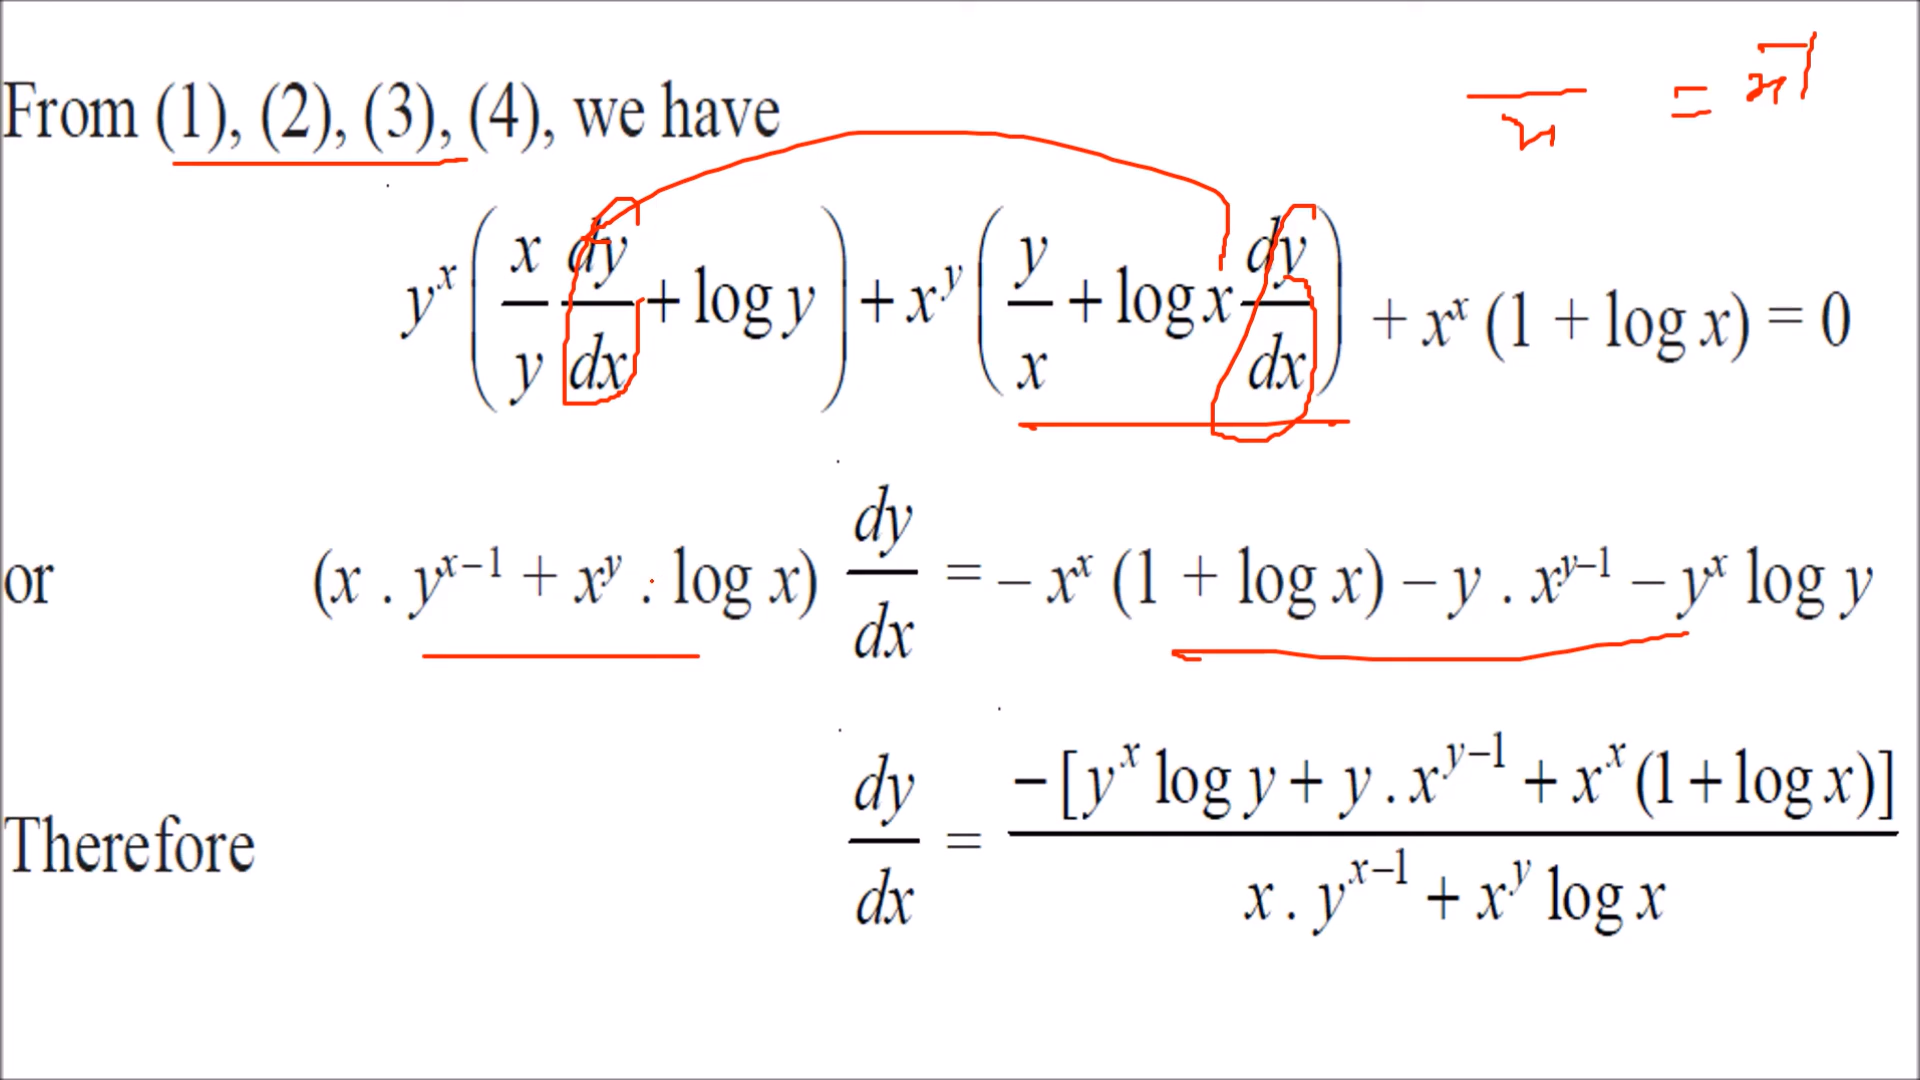 From (1), (2), (3), (4), we have
y^x (x/y dy/dx + log y) + x^y (y/x + log x dy/dx) + x^x (1 + log x) = 0
or (x . y^(x–1) + x^y . log x) dy/dx = – x^x (1 + log x) – y . x^(y–1) – y^x log y
Therefore dy/dx = –[y^x log y + y . x^(y–1) + x^x (1 + log x)] / x . y^(x–1) + x^y log x